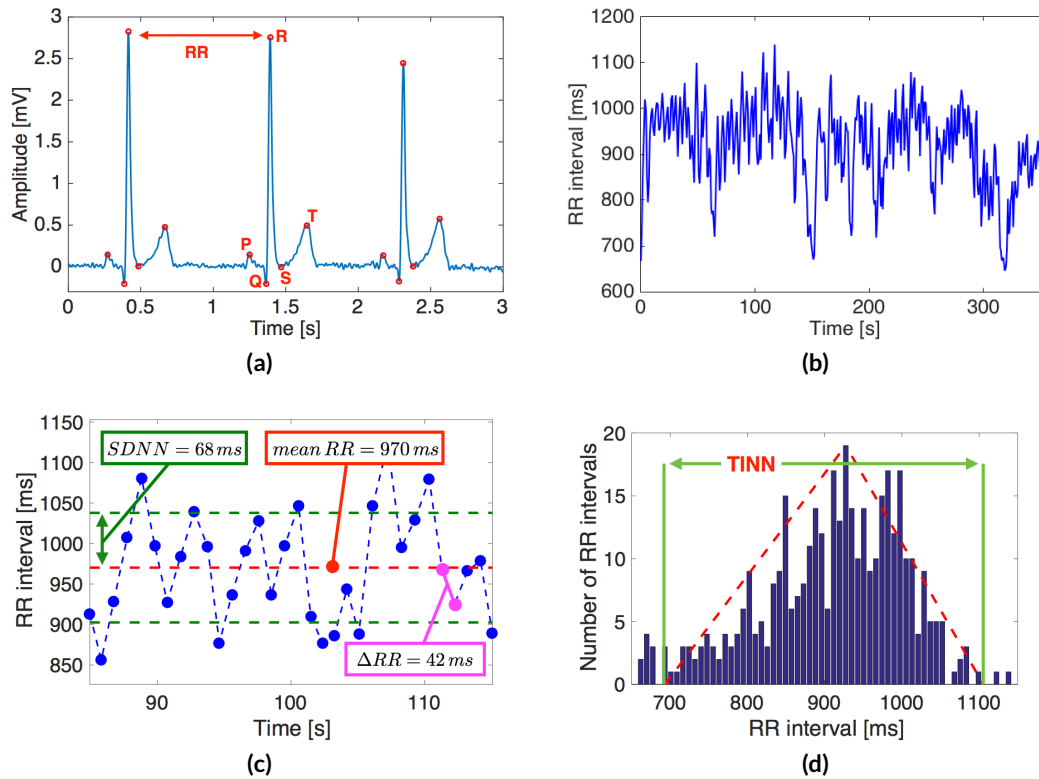 3
2.5
2
1.5
1
0.5
0
Amplitude [mV]
RR
R
P
Q
S
T
0 0.5 1 1.5 2 2.5 3
Time [s]
(a)
1200
1100
1000
900
800
700
600
RR interval [ms]
0 100 200 300
Time [s]
(b)
1150
1100
1050
1000
950
900
850
RR interval [ms]
SDNN = 68 ms
mean RR = 970 ms
ΔRR = 42 ms
90 100 110
Time [s]
(c)
20
15
10
5
0
Number of RR intervals
TINN
700 800 900 1000 1100
RR interval [ms]
(d)